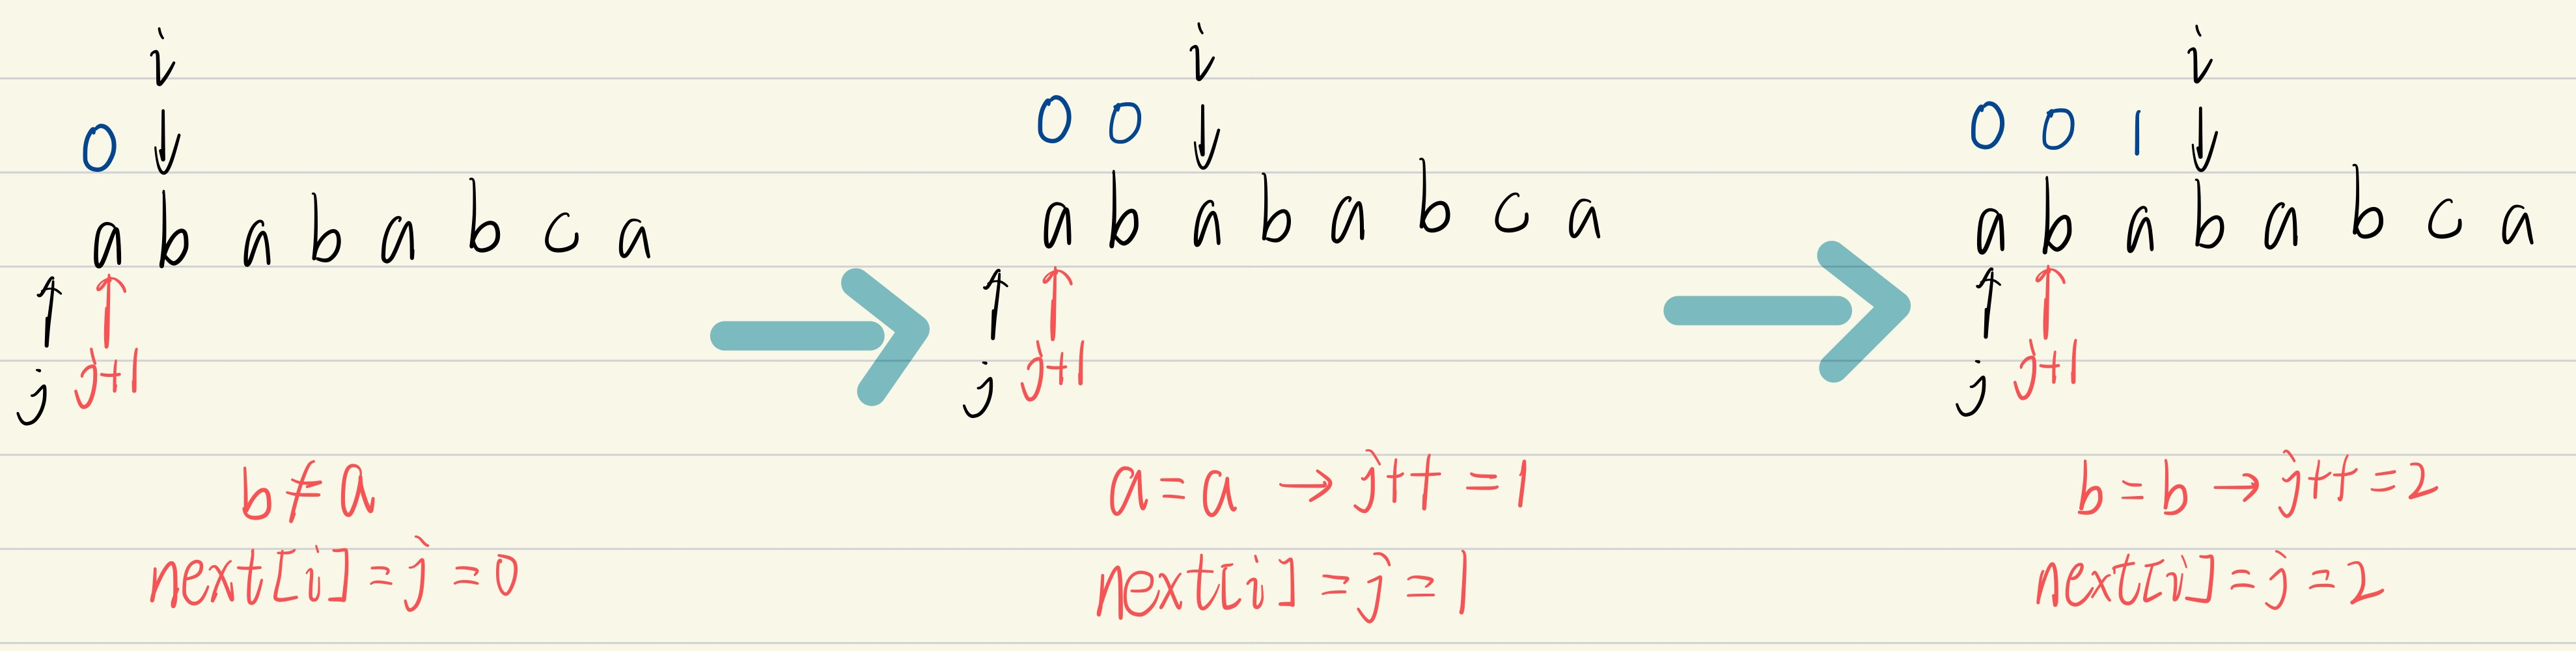 i
0 ↓
a b a b a b c a
↑ ↑
j j+1
b ≠ a
next[i] = j = 0
i
0 0 ↓
a b a b a b c a
↑ ↑
j j+1
a = a → j++ = 1
next[i] = j = 1
i
0 0 1 ↓
a b a b a b c a
↑ ↑
j j+1
b = b → j++ = 2
next[i] = j = 2